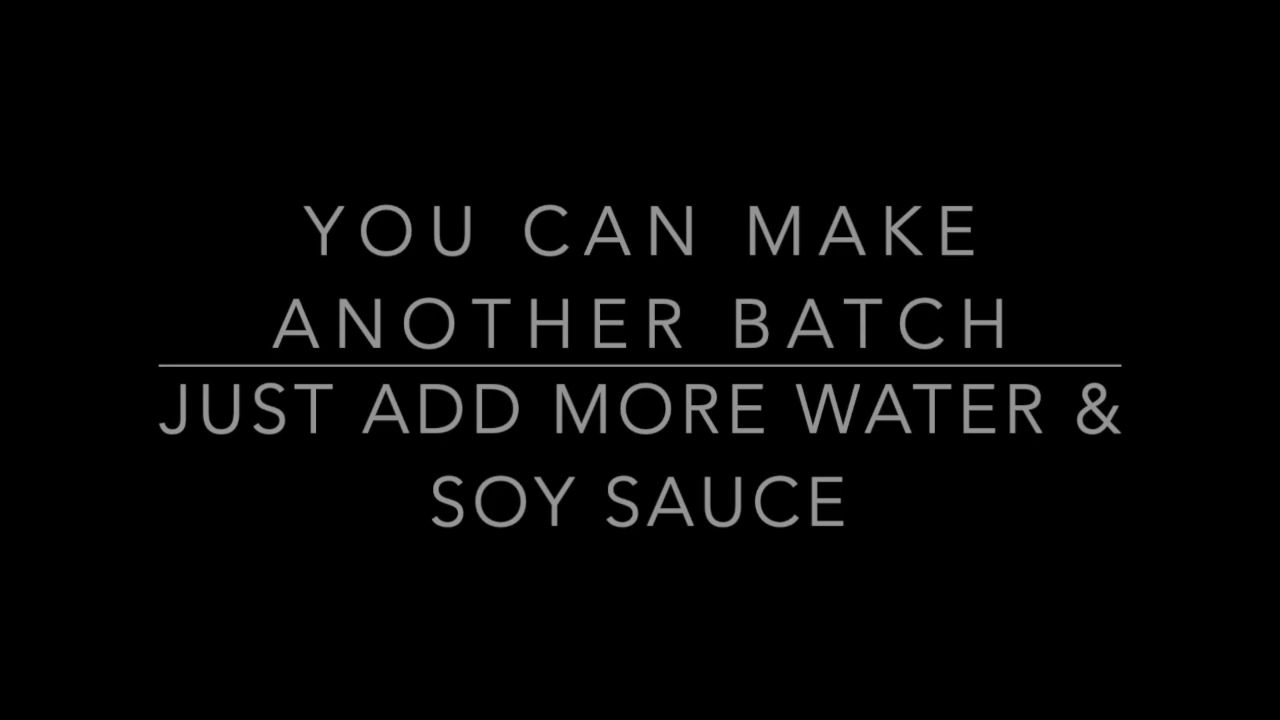 YOU CAN MAKE
ANOTHER BATCH
JUST ADD MORE WATER &
SOY SAUCE